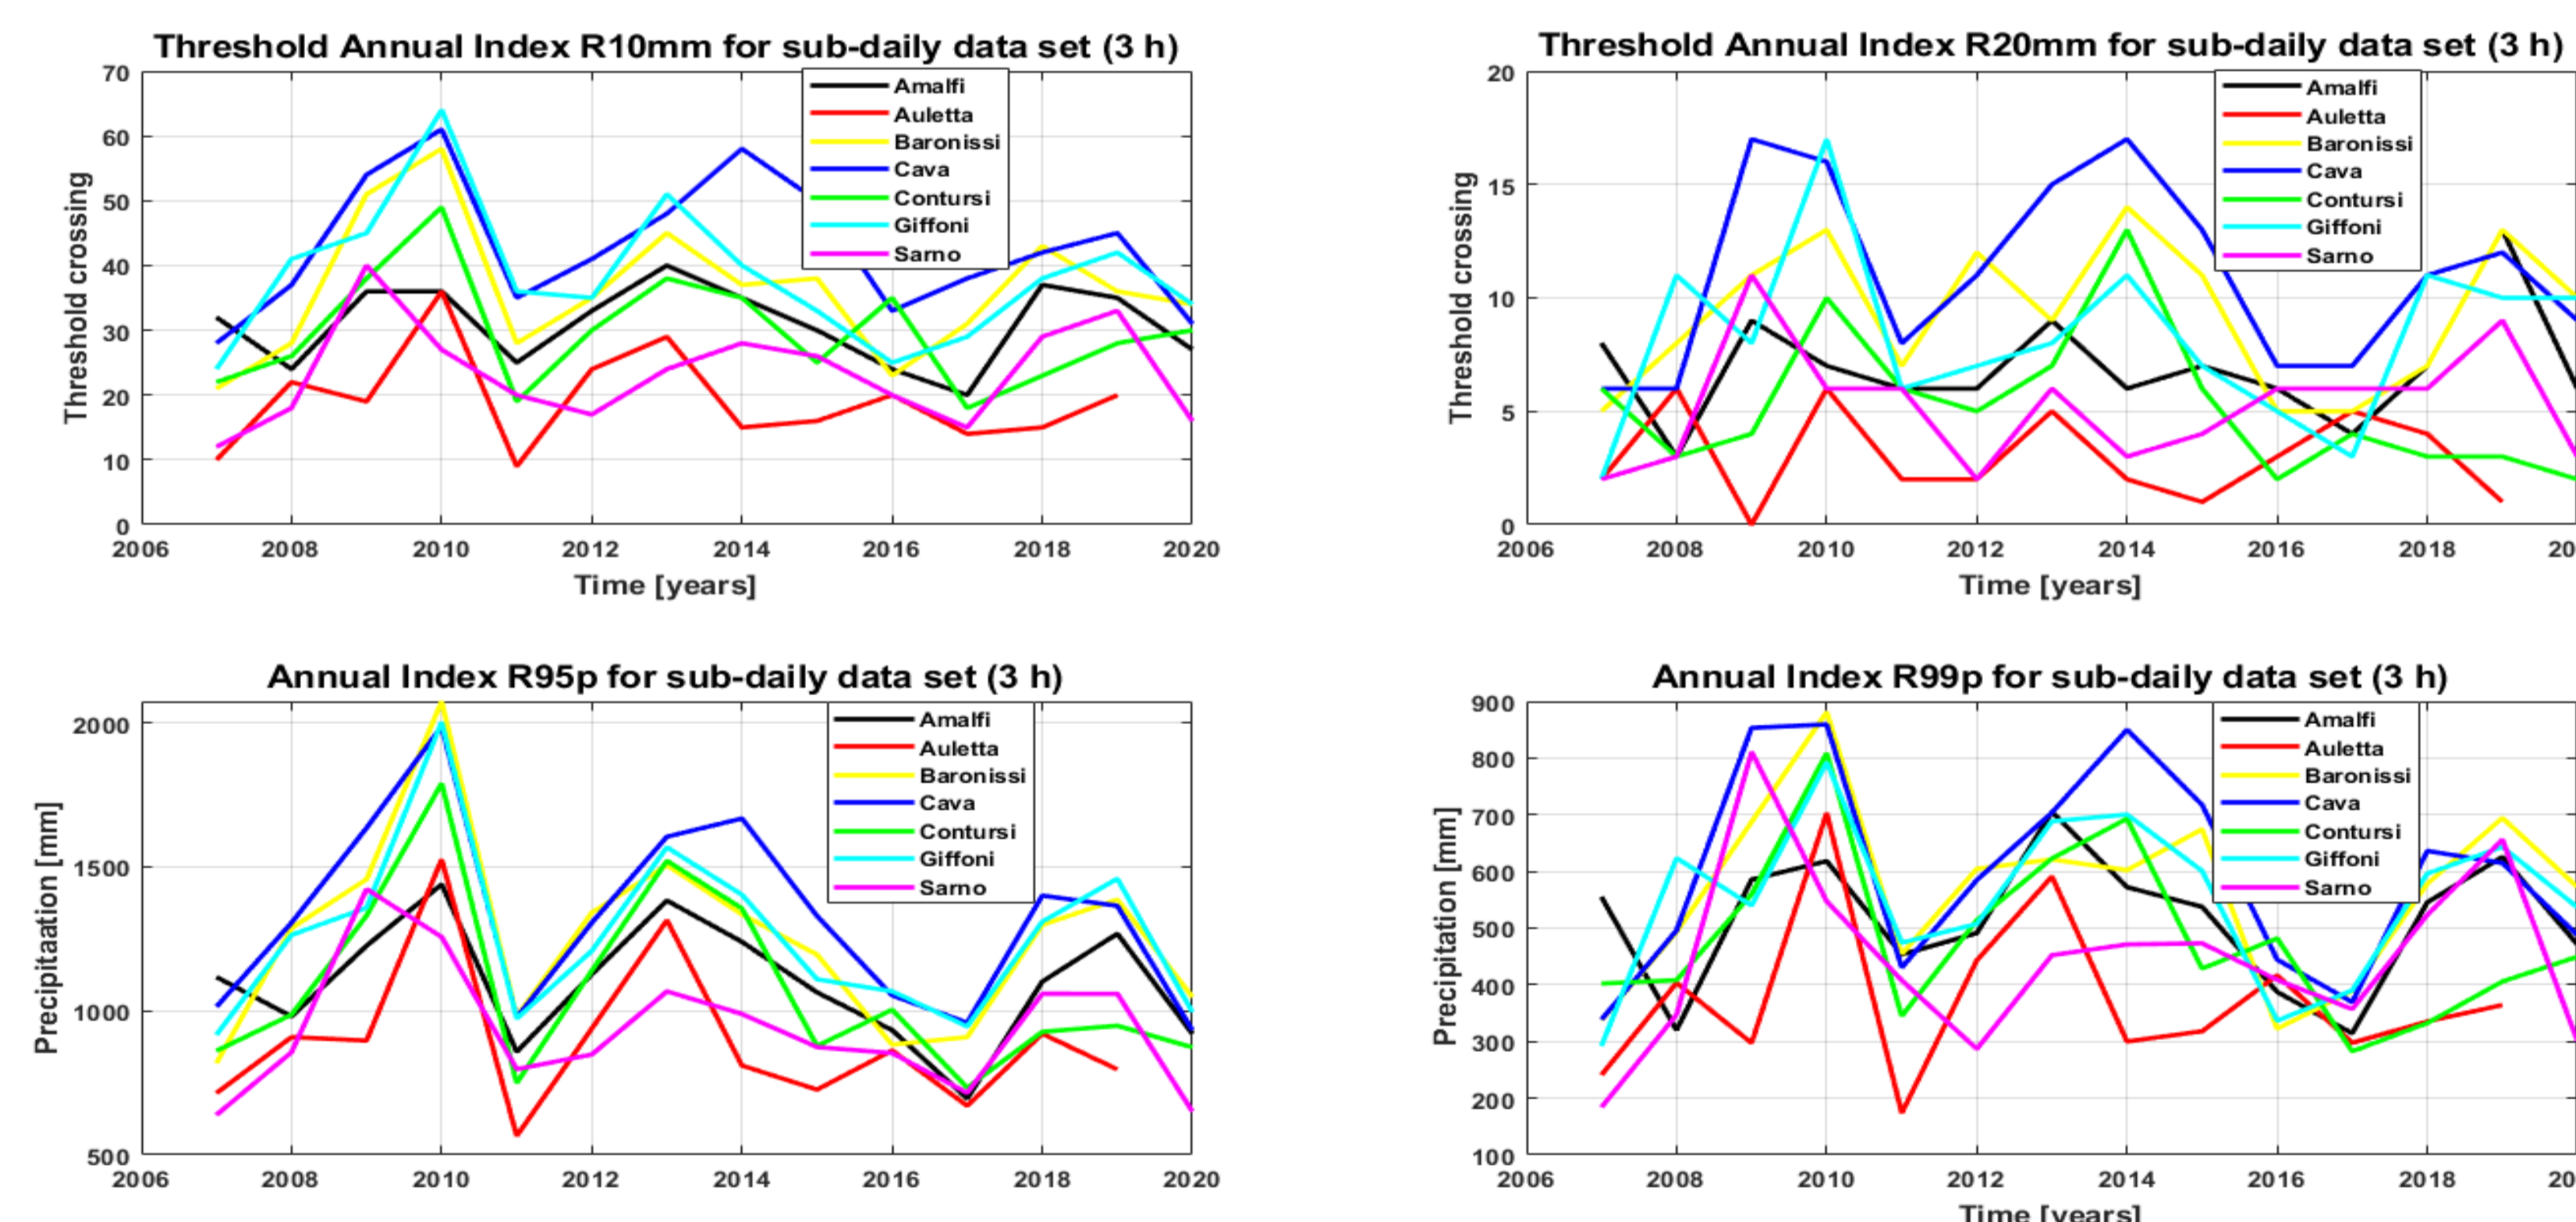 Threshold Annual Index R10mm for sub-daily data set (3 h)
70
60
50
40
30
20
10
0
Threshold crossing
Amalfi
Auletta
Baronissi
Cava
Contursi
Giffoni
Sarno
2006 2008 2010 2012 2014 2016 2018 2020
Time [years]
Threshold Annual Index R20mm for sub-daily data set (3 h)
20
15
10
5
0
Threshold crossing
Amalfi
Auletta
Baronissi
Cava
Contursi
Giffoni
Sarno
2006 2008 2010 2012 2014 2016 2018 20
Time [years]
Annual Index R95p for sub-daily data set (3 h)
2000
1500
1000
500
Precipitaation [mm]
Amalfi
Auletta
Baronissi
Cava
Contursi
Giffoni
Sarno
2006 2008 2010 2012 2014 2016 2018 2020
Annual Index R99p for sub-daily data set (3 h)
900
800
700
600
500
400
300
200
100
Precipitation [mm]
Amalfi
Auletta
Baronissi
Cava
Contursi
Giffoni
Sarno
2006 2008 2010 2012 2014 2016 2018 20
Time [years]